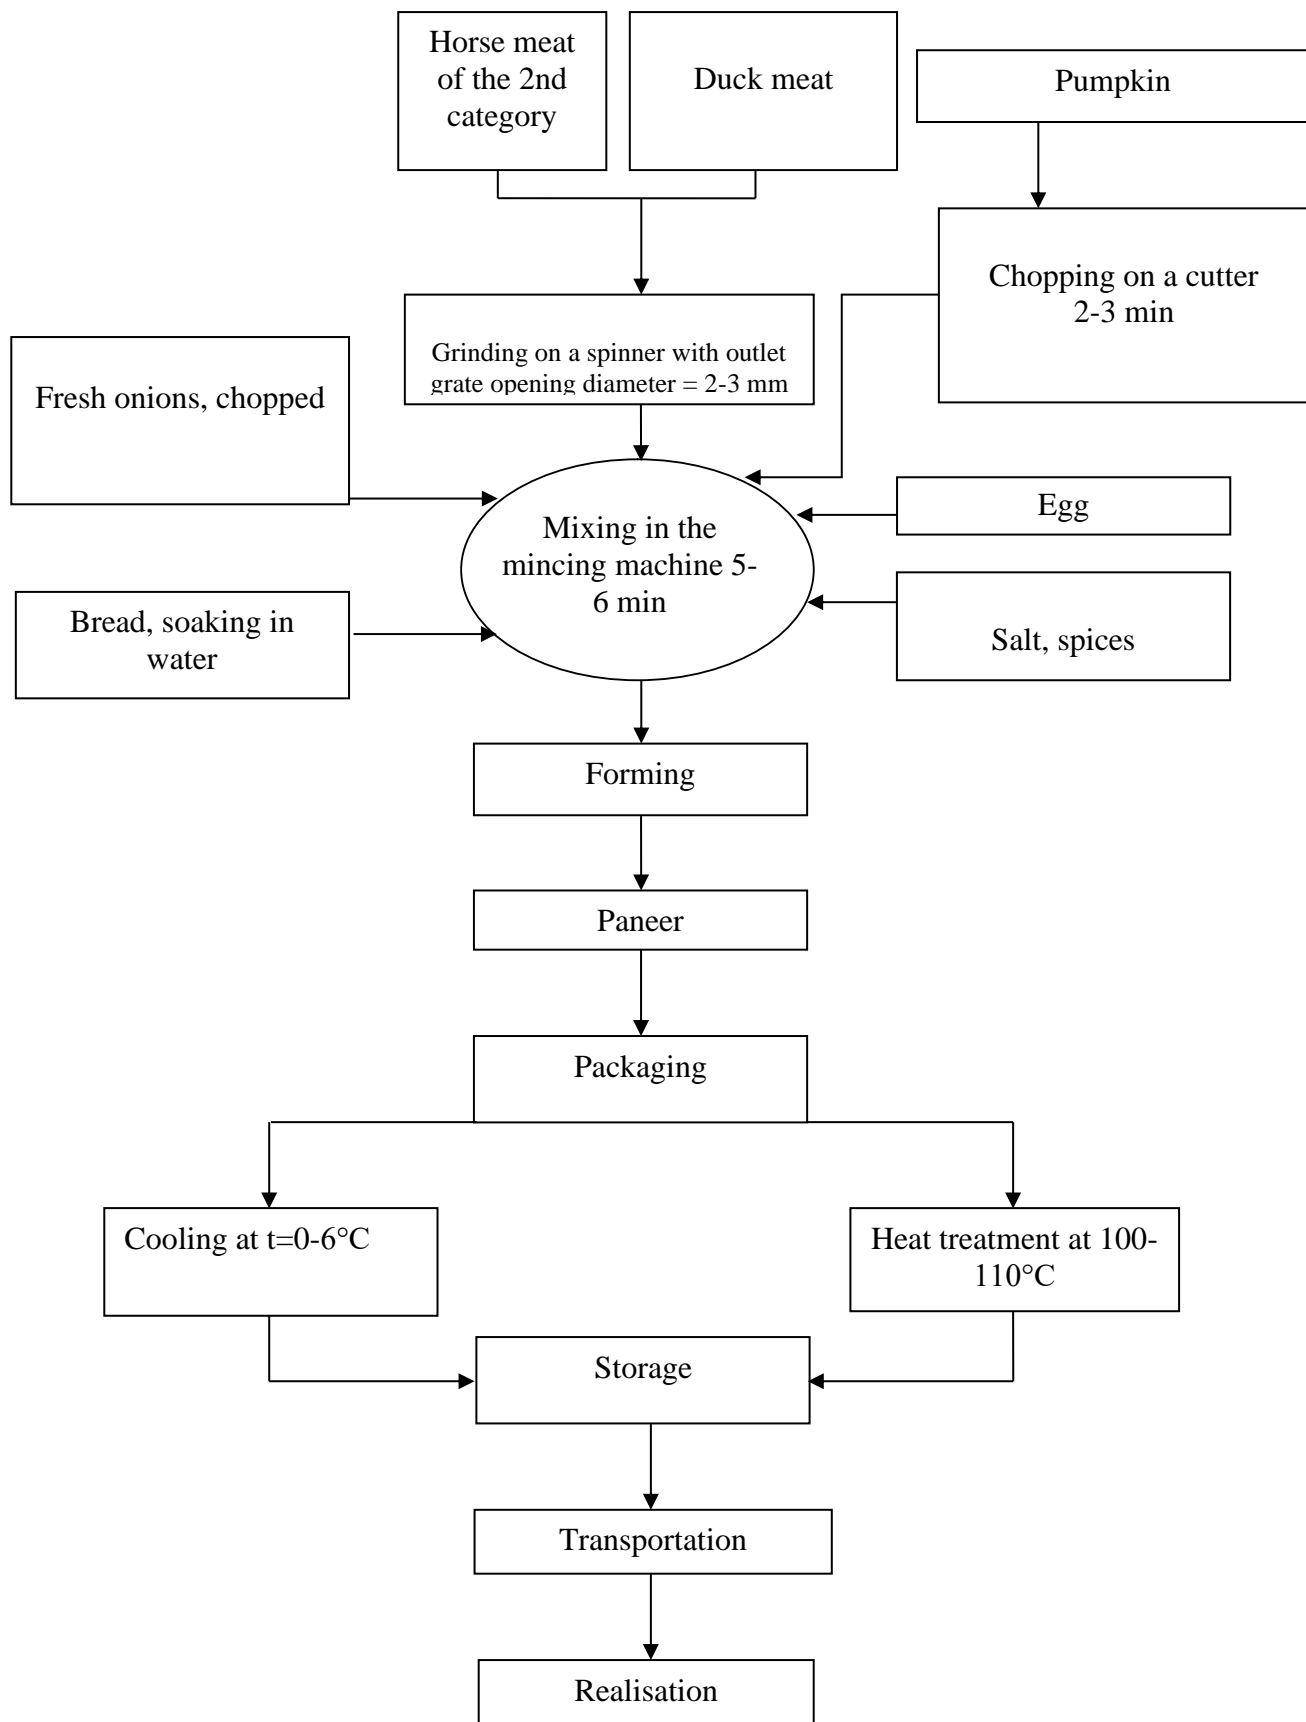 Horse meat
of the 2nd
category
Duck meat
Pumpkin
Chopping on a cutter
2-3 min
Grinding on a spinner with outlet
grate opening diameter = 2-3 mm
Fresh onions, chopped
Mixing in the
mincing machine 5-
6 min
Egg
Bread, soaking in
water
Salt, spices
Forming
Paneer
Packaging
Cooling at t=0-6°C
Heat treatment at 100-
110°C
Storage
Transportation
Realisation